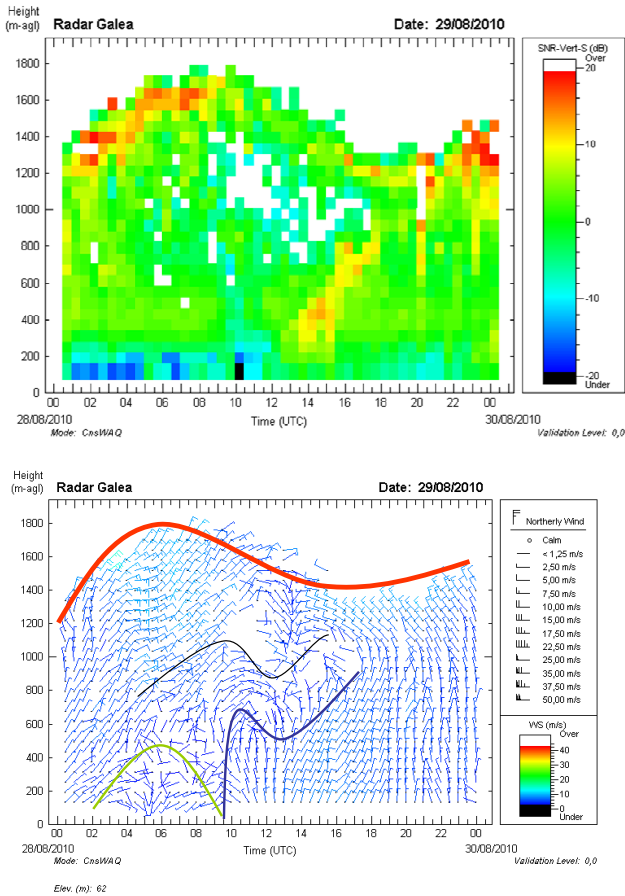 Height
(m-agl)
Radar Galea
Date: 29/08/2010
1800
1600
1400
1200
1000
800
600
400
200
0
00 02 04 06 08 10 12 14 16 18 20 22 00
28/08/2010
Time (UTC)
30/08/2010
Mode: CnsWAQ
Validation Level: 0,0
SNR-Vert-S (dB)
Over
20
10
0
-10
-20
Under
Height
(m-agl)
Radar Galea
Date: 29/08/2010
1800
1600
1400
1200
1000
800
600
400
200
0
00 02 04 06 08 10 12 14 16 18 20 22 00
28/08/2010
Time (UTC)
30/08/2010
Mode: CnsWAQ
Validation Level: 0,0
Elev. (m): 62
Northerly Wind
Calm
< 1,25 m/s
2,50 m/s
5,00 m/s
7,50 m/s
10,00 m/s
15,00 m/s
17,50 m/s
22,50 m/s
25,00 m/s
35,00 m/s
37,50 m/s
50,00 m/s
WS (m/s)
Over
40
30
20
10
0
Under